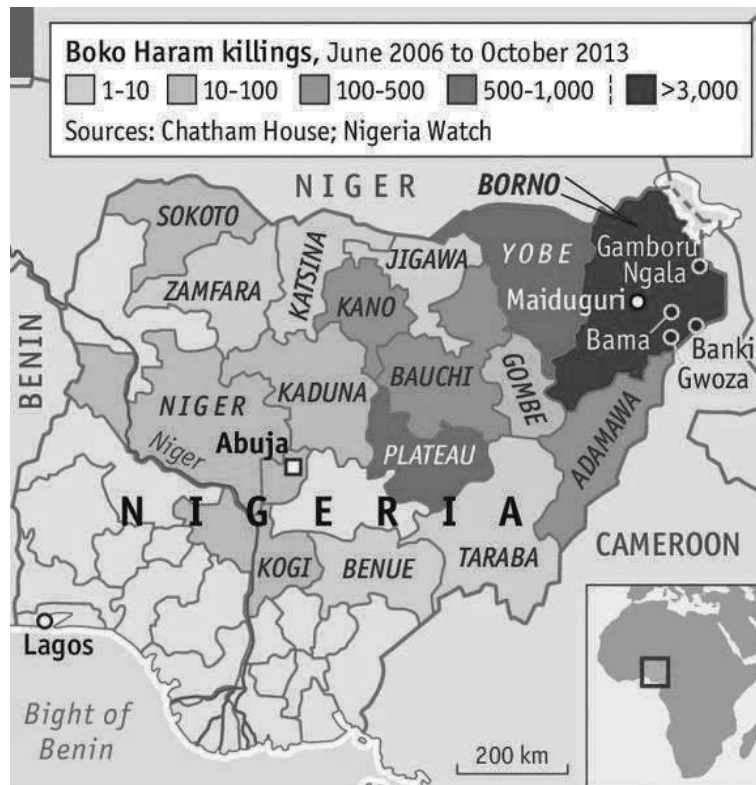 Boko Haram killings, June 2006 to October 2013
1-10 10-100 100-500 500-1,000 >3,000
Sources: Chatham House; Nigeria Watch
NIGER
BORNO
SOKOTO
YOBE
Gamboru
Ngala
KATSINA
JIGAWA
ZAMFARA
KANO
Maiduguri
BENIN
Bama
Banki
Gwoza
GOMBE
BAUCHI
KADUNA
NIGER
Niger
Abuja
PLATEAU
ADAMAWA
NIGERIA
CAMEROON
KOGI
BENUE
TARABA
Lagos
Bight of
Benin
200 km